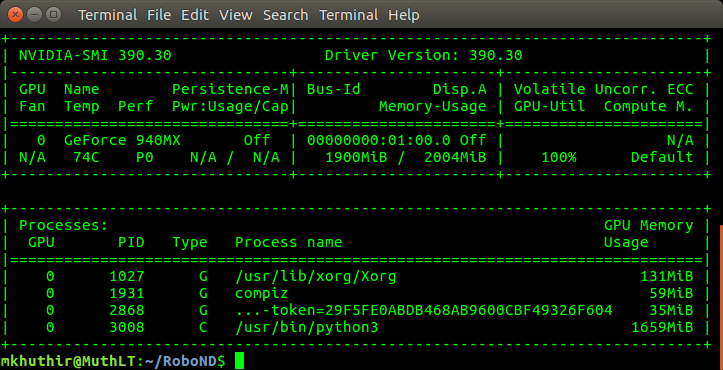 Terminal Terminal File Edit View Search Terminal Help
+-----------------------------------------------------------------------------+
| NVIDIA-SMI 390.30                 Driver Version: 390.30                    |
|-------------------------------+----------------------+----------------------+
| GPU  Name        Persistence-M| Bus-Id        Disp.A | Volatile Uncorr. ECC |
| Fan  Temp  Perf  Pwr:Usage/Cap|         Memory-Usage | GPU-Util  Compute M. |
|===============================+======================+======================|
|   0  GeForce 940MX       Off  | 00000000:01:00.0 Off |                  N/A |
| N/A   74C    P0    N/A /  N/A |   1900MiB /  2004MiB |    100%      Default |
+-------------------------------+----------------------+----------------------+
+-----------------------------------------------------------------------------+
| Processes:                                                       GPU Memory |
|  GPU       PID   Type   Process name                             Usage      |
|=============================================================================|
|    0      1027      G   /usr/lib/xorg/Xorg                           131MiB |
|    0      1931      G   compiz                                        59MiB |
|    0      2868      G   ...-token=29F5FE0ABDB468AB9600CBF49326F604    35MiB |
|    0      3008      C   /usr/bin/python3                            1659MiB |
+-----------------------------------------------------------------------------+
mkhuthir@MuthLT:~/RoboND$